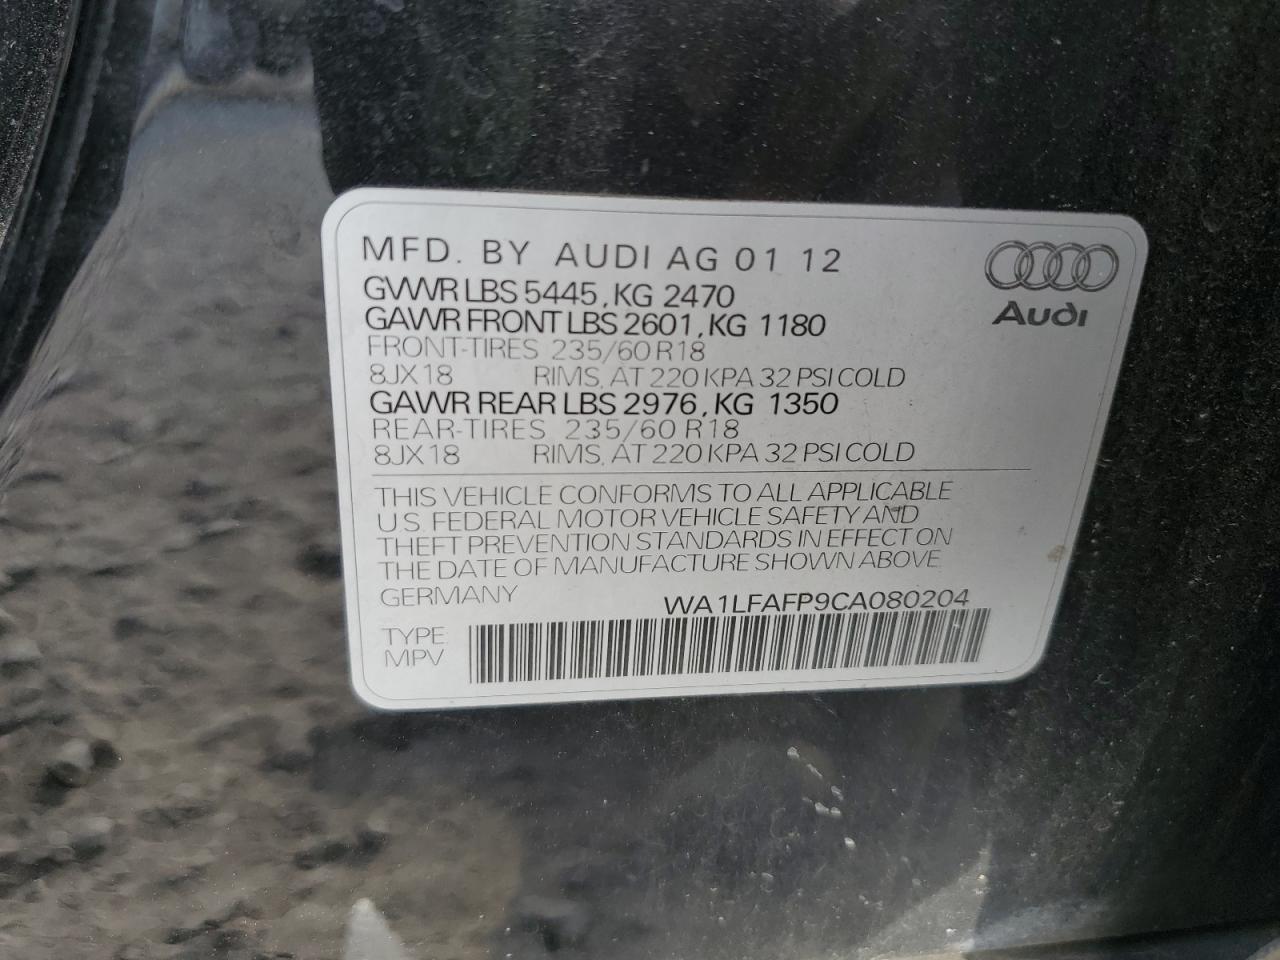 MFD. BY AUDI AG 01 12
GVWR LBS 5445, KG 2470
GAWR FRONT LBS 2601, KG 1180
FRONT-TIRES 235/60 R18
8JX18 RIMS, AT 220 KPA 32 PSI COLD
GAWR REAR LBS 2976, KG 1350
REAR-TIRES 235/60 R18
8JX18 RIMS, AT 220 KPA 32 PSI COLD
Audi
THIS VEHICLE CONFORMS TO ALL APPLICABLE
U.S. FEDERAL MOTOR VEHICLE SAFETY AND
THEFT PREVENTION STANDARDS IN EFFECT ON
THE DATE OF MANUFACTURE SHOWN ABOVE
GERMANY WA1LFAFP9CA080204
TYPE
MPV